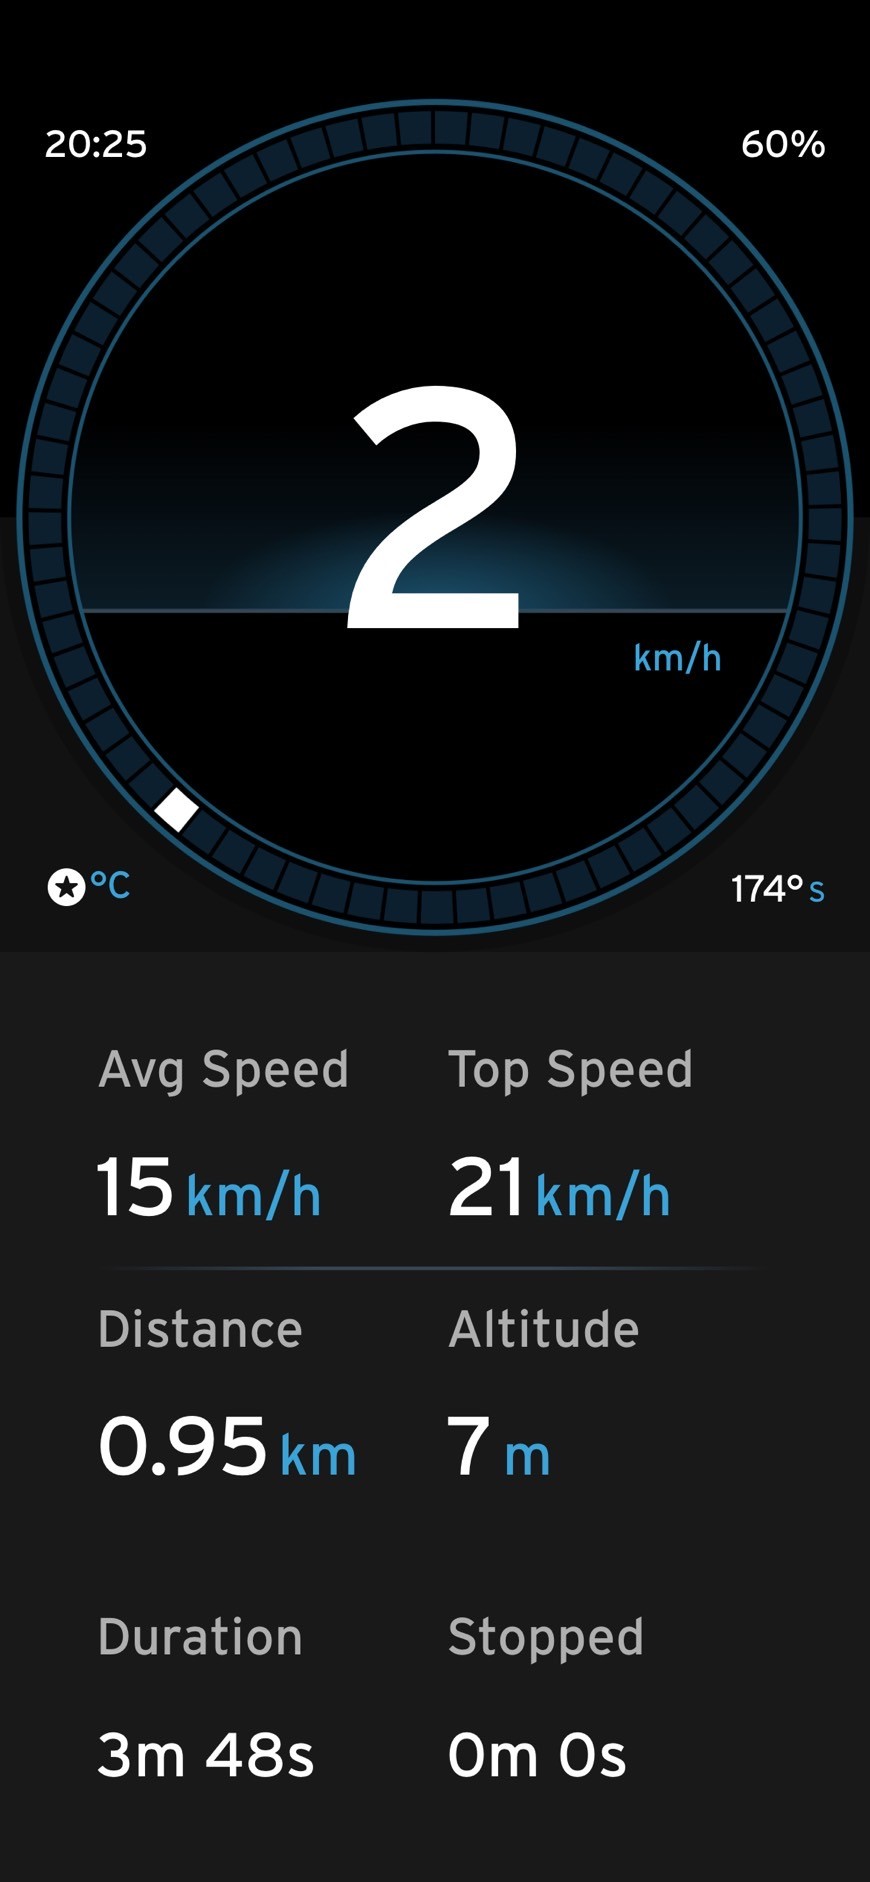 20:25 60%
2
km/h
°C 174° s
Avg Speed Top Speed
15 km/h 21 km/h
Distance Altitude
0.95 km 7 m
Duration Stopped
3m 48s 0m 0s